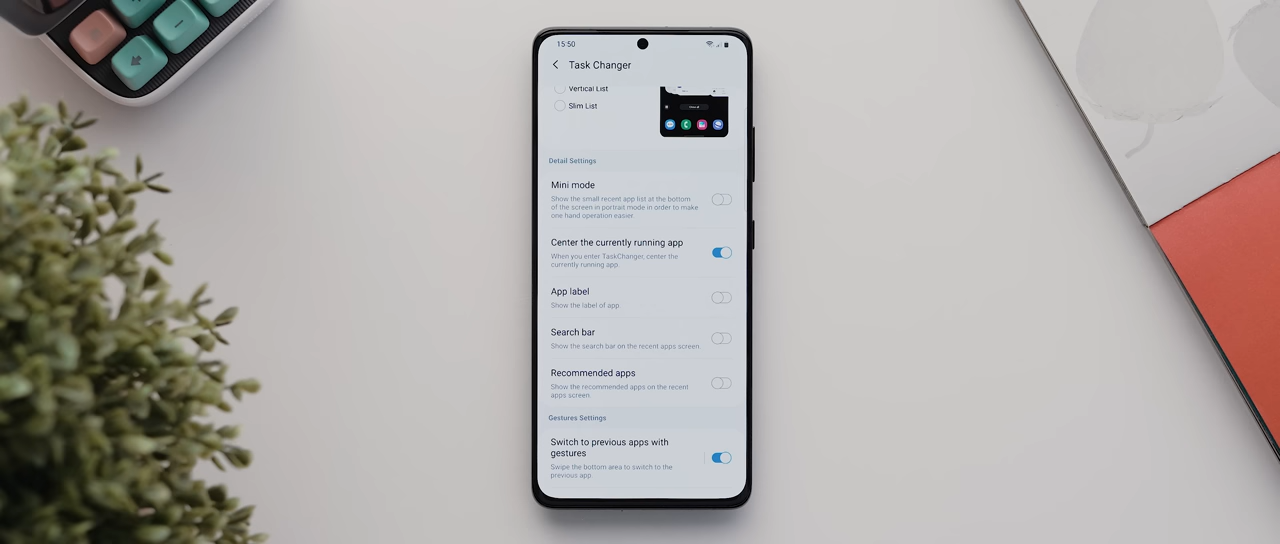 15:50
Task Changer
Vertical List
Slim List
Detail Settings
Mini mode
Show the small recent app list at the bottom
of the screen in portrait mode in order to make
one hand operation easier.
Center the currently running app
When you enter TaskChanger, center the
currently running app.
App label
Show the label of app.
Search bar
Show the search bar on the recent apps screen.
Recommended apps
Show the recommended apps on the recent
apps screen.
Gestures Settings
Switch to previous apps with
gestures
Swipe the bottom area to switch to the
previous app